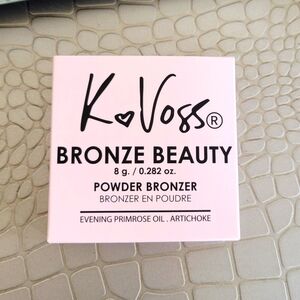 K♥Voss®
BRONZE BEAUTY
8 g. / 0.282 oz.
POWDER BRONZER
BRONZER EN POUDRE
EVENING PRIMROSE OIL . ARTICHOKE